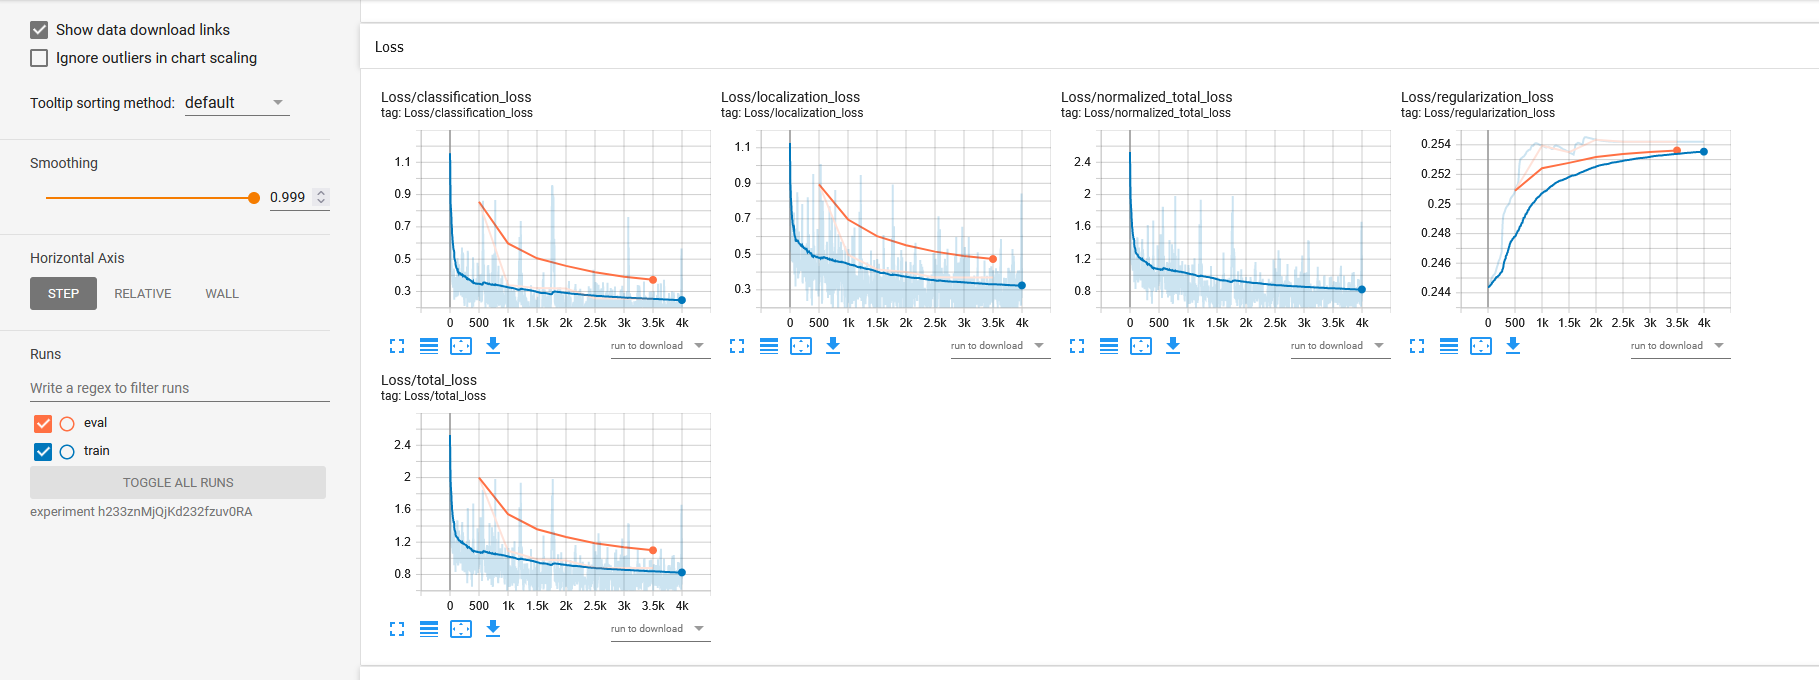 Show data download links
Ignore outliers in chart scaling
Tooltip sorting method: default
Smoothing
0.999
Horizontal Axis
STEP RELATIVE WALL
Runs
Write a regex to filter runs
eval
train
TOGGLE ALL RUNS
experiment h233znMjQjKd232fzuv0RA
Loss
Loss/classification_loss
tag: Loss/classification_loss
1.1
0.9
0.7
0.5
0.3
0 500 1k 1.5k 2k 2.5k 3k 3.5k 4k
run to download
Loss/localization_loss
tag: Loss/localization_loss
1.1
0.9
0.7
0.5
0.3
0 500 1k 1.5k 2k 2.5k 3k 3.5k 4k
run to download
Loss/normalized_total_loss
tag: Loss/normalized_total_loss
2.4
2
1.6
1.2
0.8
0 500 1k 1.5k 2k 2.5k 3k 3.5k 4k
run to download
Loss/regularization_loss
tag: Loss/regularization_loss
0.254
0.252
0.25
0.248
0.246
0.244
0 500 1k 1.5k 2k 2.5k 3k 3.5k 4k
run to download
Loss/total_loss
tag: Loss/total_loss
2.4
2
1.6
1.2
0.8
0 500 1k 1.5k 2k 2.5k 3k 3.5k 4k
run to download